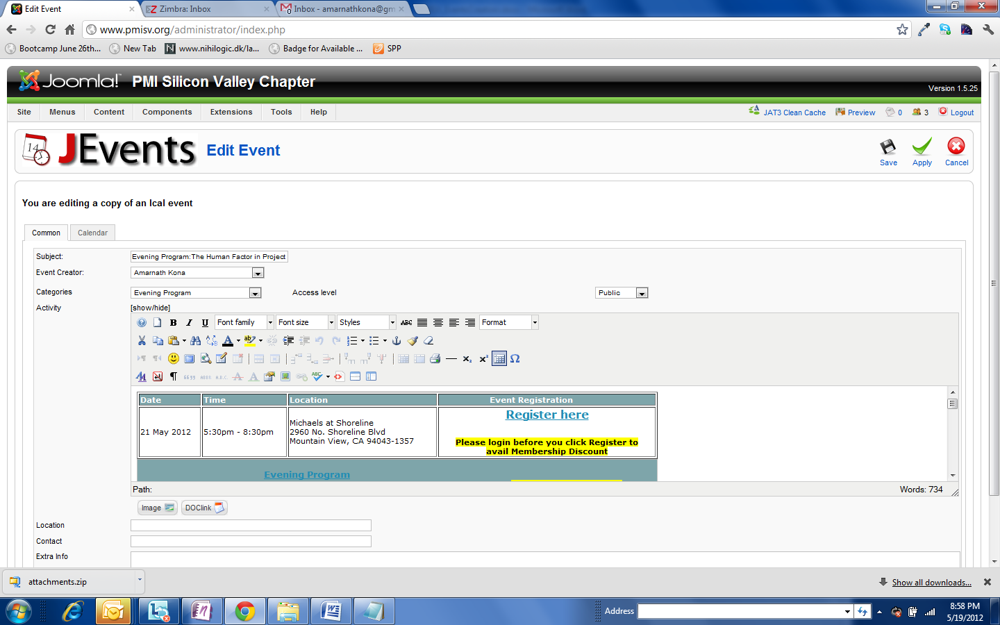 Edit Event
Zimbra: Inbox
Inbox - amarnathkona@gm
www.pmisv.org/administrator/index.php
Bootcamp June 26th...
New Tab
www.nihilogic.dk/la...
Badge for Available ...
SPP
Joomla!
PMI Silicon Valley Chapter
Version 1.5.25
Site Menus Content Components Extensions Tools Help
JAT3 Clean Cache Preview 0 3 Logout
14
JEvents
Edit Event
Save Apply Cancel
You are editing a copy of an Ical event
Common Calendar
Subject: Evening Program:The Human Factor in Project
Event Creator: Amarnath Kona
Categories Evening Program Access level Public
Activity [show/hide]
B I U Font family Font size Styles ABC Format
Path: Words: 734
Date Time Location Event Registration
21 May 2012
5:30pm - 8:30pm
Michaels at Shoreline
2960 No. Shoreline Blvd
Mountain View, CA 94043-1357
Register here
Please login before you click Register to
avail Membership Discount
Evening Program
Image DOClink
Location
Contact
Extra Info
attachments.zip
Show all downloads...
Address
8:58 PM
5/19/2012